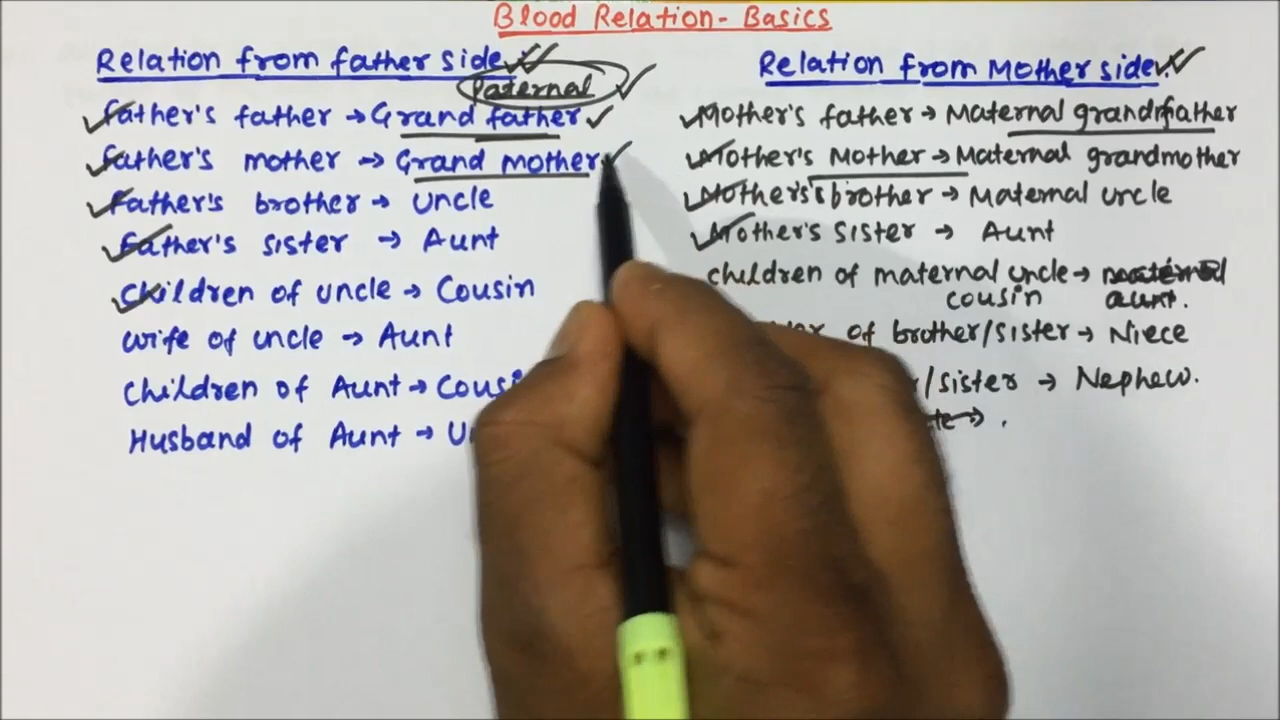 Blood Relation- Basics
Relation from father side.
Paternal
father's father → Grand father
father's mother → Grand mother
father's brother → uncle
father's sister → Aunt
children of uncle → Cousin
wife of uncle → Aunt
children of Aunt →
Husband of Aunt →
Relation from Mother side.
Mother's father → Maternal grandfather
Mother's Mother → Maternal grandmother
Mothers's brother → Maternal uncle
Mother's Sister → Aunt
children of maternal uncle →
cousin aunt.
of brother/sister → Niece
/sister → Nephew.